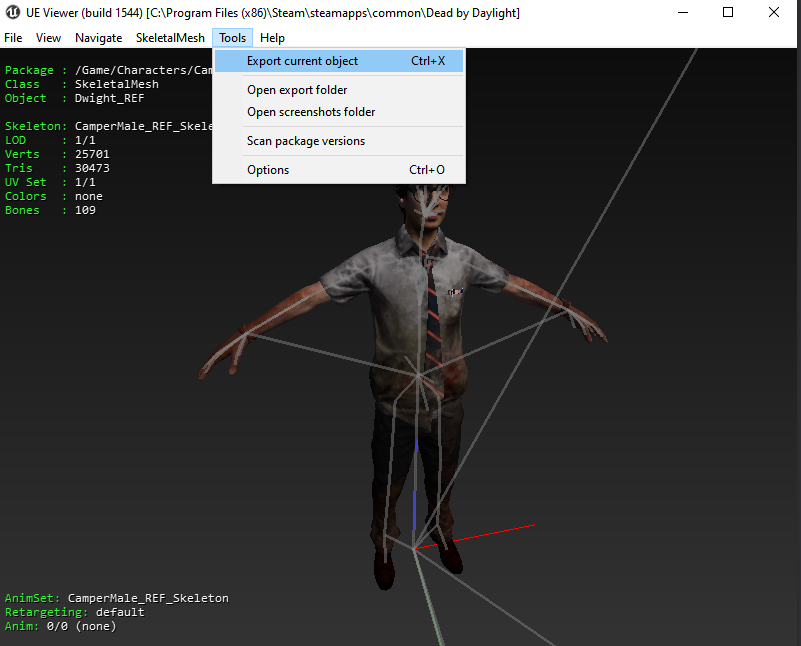 UE Viewer (build 1544) [C:\Program Files (x86)\Steam\steamapps\common\Dead by Daylight]
File View Navigate SkeletalMesh Tools Help
Export current object Ctrl+X
Open export folder
Open screenshots folder
Scan package versions
Options Ctrl+O
Package : /Game/Characters/Cam
Class : SkeletalMesh
Object : Dwight_REF
Skeleton: CamperMale_REF_Skele
LOD : 1/1
Verts : 25701
Tris : 30473
UV Set : 1/1
Colors : none
Bones : 109
AnimSet: CamperMale_REF_Skeleton
Retargeting: default
Anim: 0/0 (none)